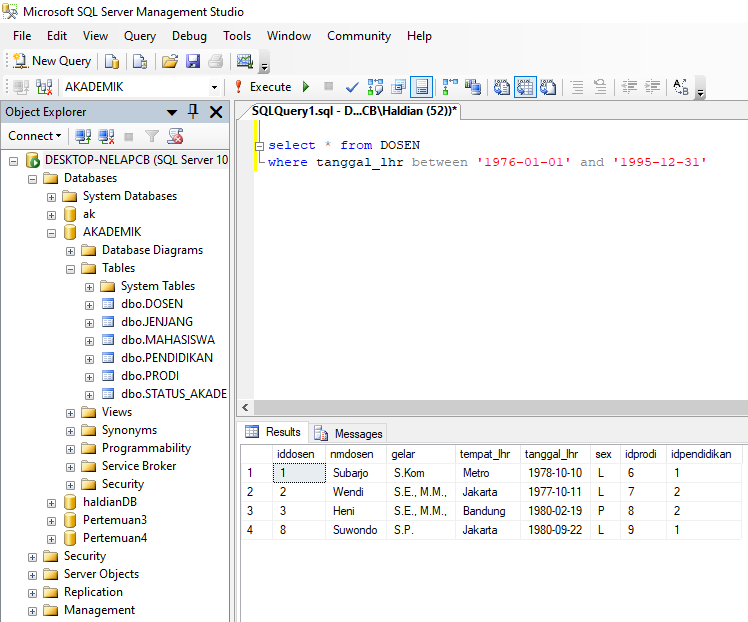 Microsoft SQL Server Management Studio
File Edit View Query Debug Tools Window Community Help
New Query
AKADEMIK Execute
Object Explorer
Connect
DESKTOP-NELAPCB (SQL Server 10
Databases
System Databases
ak
AKADEMIK
Database Diagrams
Tables
System Tables
dbo.DOSEN
dbo.JENJANG
dbo.MAHASISWA
dbo.PENDIDIKAN
dbo.PRODI
dbo.STATUS_AKADE
Views
Synonyms
Programmability
Service Broker
Security
haldianDB
Pertemuan3
Pertemuan4
Security
Server Objects
Replication
Management
SQLQuery1.sql - D...CB\Haldian (52))*
select * from DOSEN
where tanggal_lhr between '1976-01-01' and '1995-12-31'
Results Messages
iddosen nmdosen gelar tempat_lhr tanggal_lhr sex idprodi idpendidikan
1 1 Subarjo S.Kom Metro 1978-10-10 L 6 1
2 2 Wendi S.E., M.M., Jakarta 1977-10-11 L 7 2
3 3 Heni S.E., M.M., Bandung 1980-02-19 P 8 2
4 8 Suwondo S.P. Jakarta 1980-09-22 L 9 1